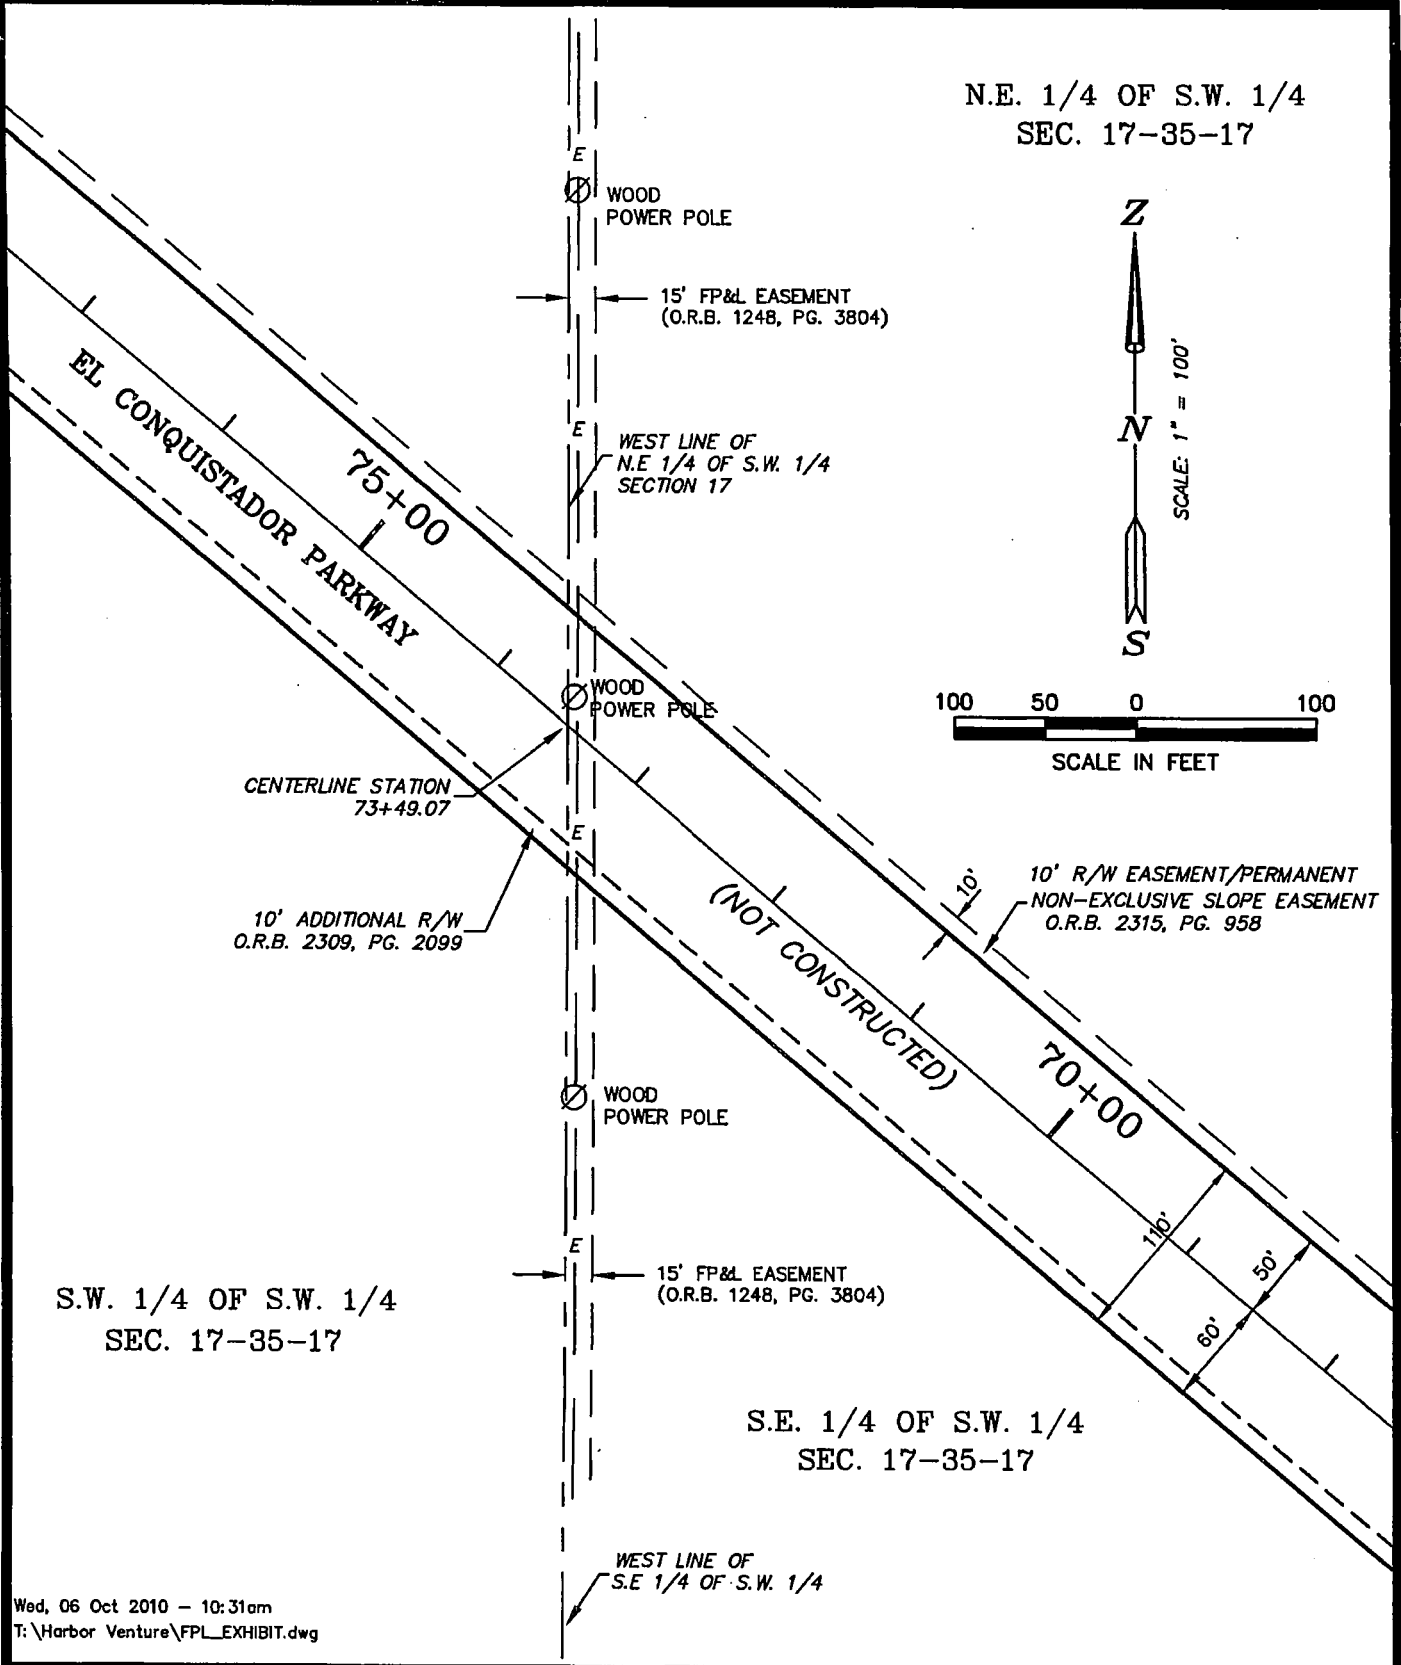 N.E. 1/4 OF S.W. 1/4
SEC. 17-35-17
E
WOOD
POWER POLE
Z
15' FP&L EASEMENT
(O.R.B. 1248, PG. 3804)
SCALE: 1" = 100'
N
S
EL CONQUISTADOR PARKWAY
75+00
E
WEST LINE OF
N.E 1/4 OF S.W. 1/4
SECTION 17
WOOD
POWER POLE
100 50 0 100
SCALE IN FEET
CENTERLINE STATION
73+49.07
E
10' ADDITIONAL R/W
O.R.B. 2309, PG. 2099
(NOT CONSTRUCTED)
10'
10' R/W EASEMENT/PERMANENT
NON-EXCLUSIVE SLOPE EASEMENT
O.R.B. 2315, PG. 958
70+00
WOOD
POWER POLE
110'
50'
60'
E
15' FP&L EASEMENT
(O.R.B. 1248, PG. 3804)
S.W. 1/4 OF S.W. 1/4
SEC. 17-35-17
S.E. 1/4 OF S.W. 1/4
SEC. 17-35-17
WEST LINE OF
S.E 1/4 OF S.W. 1/4
Wed, 06 Oct 2010 - 10:31am
T:\Harbor Venture\FPL_EXHIBIT.dwg